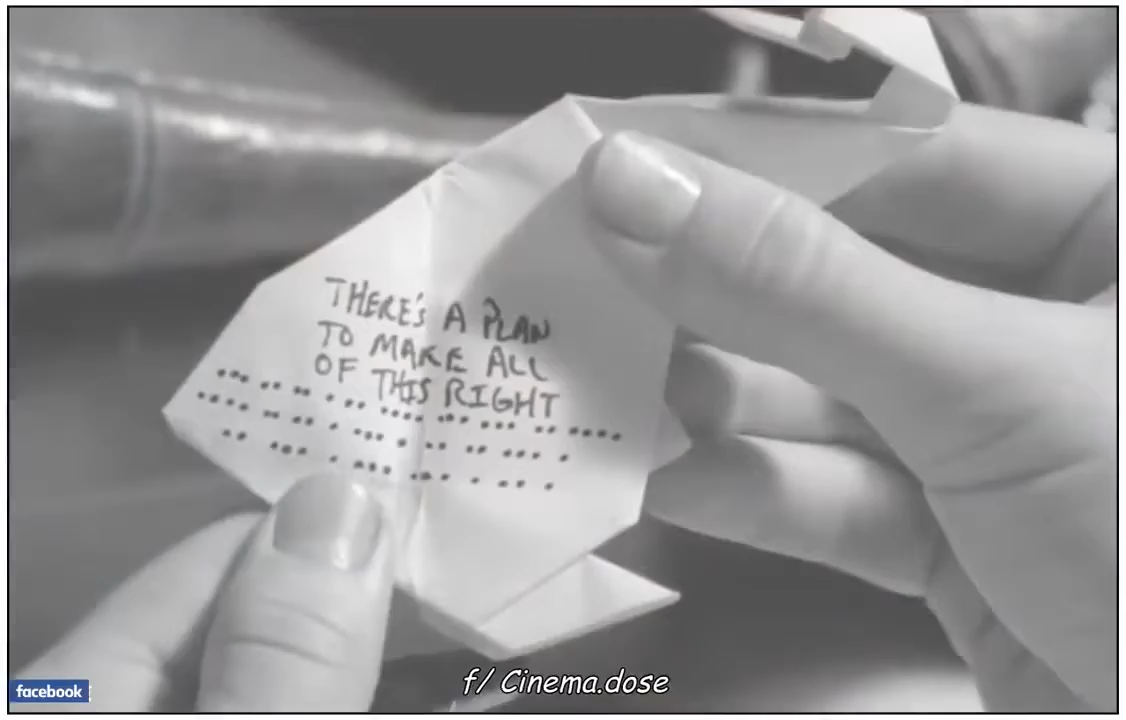 THERE'S A PLAN
TO MAKE ALL
OF THIS RIGHT
f/ Cinema.dose
facebook